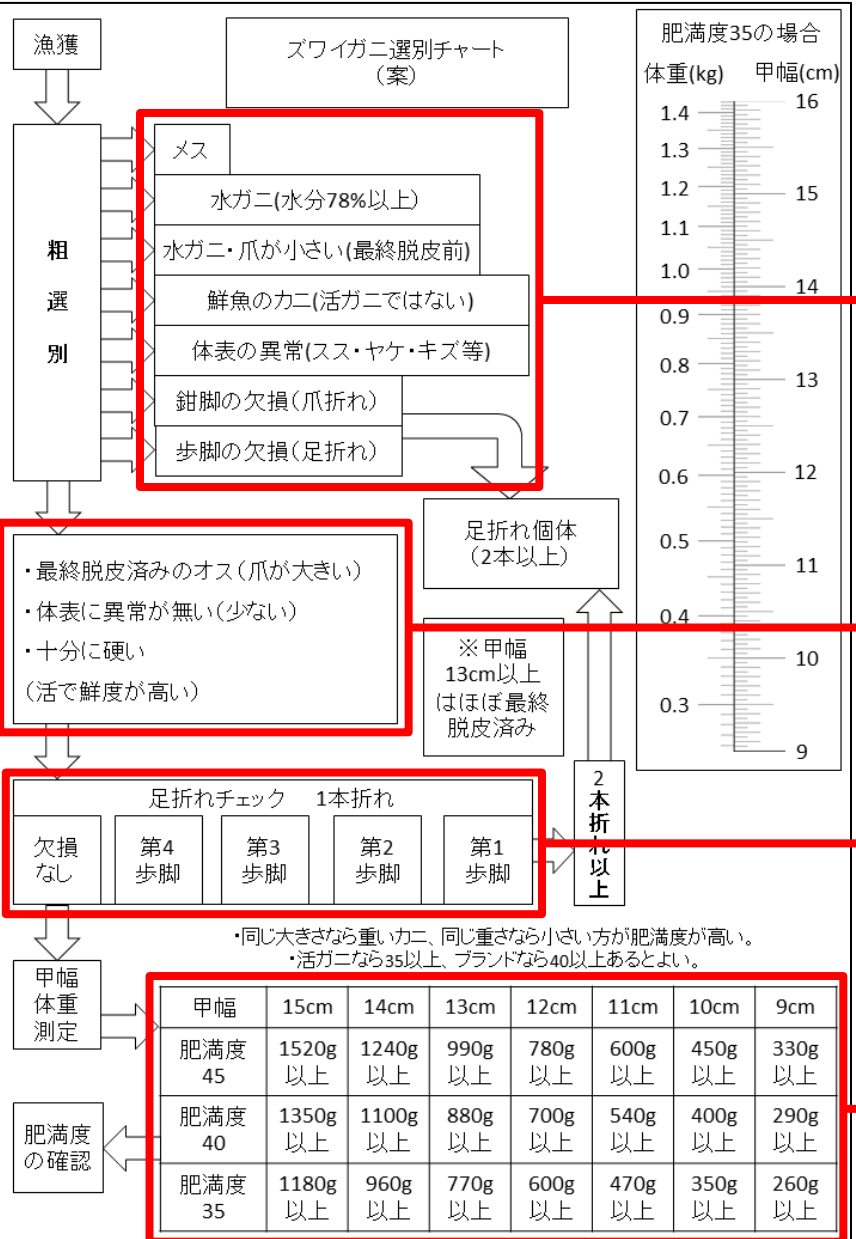 漁獲
ズワイガニ選別チャート
(案)
肥満度35の場合
体重(kg) 甲幅(cm)
1.4
1.3
1.2
1.1
1.0
0.9
0.8
0.7
0.6
0.5
0.4
0.3
16
15
14
13
12
11
10
9
粗
選
別
メス
水ガニ(水分78%以上)
水ガニ・爪が小さい(最終脱皮前)
鮮魚のカニ(活ガニではない)
体表の異常(スス・ヤケ・キズ等)
鉗脚の欠損(爪折れ)
歩脚の欠損(足折れ)
足折れ個体
(2本以上)
・最終脱皮済みのオス(爪が大きい)
・体表に異常が無い(少ない)
・十分に硬い
(活で鮮度が高い)
※甲幅
13cm以上
はほぼ最終
脱皮済み
足折れチェック 1本折れ
欠損
なし
第4
歩脚
第3
歩脚
第2
歩脚
第1
歩脚
2
本
折
れ
以
上
・同じ大きさなら重いカニ、同じ重さなら小さい方が肥満度が高い。
・活ガニなら35以上、ブランドなら40以上あるとよい。
甲幅
体重
測定
肥満度
の確認
甲幅 15cm 14cm 13cm 12cm 11cm 10cm 9cm
肥満度 1520g 1240g 990g 780g 600g 450g 330g
45 以上 以上 以上 以上 以上 以上 以上
肥満度 1350g 1100g 880g 700g 540g 400g 290g
40 以上 以上 以上 以上 以上 以上 以上
肥満度 1180g 960g 770g 600g 470g 350g 260g
35 以上 以上 以上 以上 以上 以上 以上